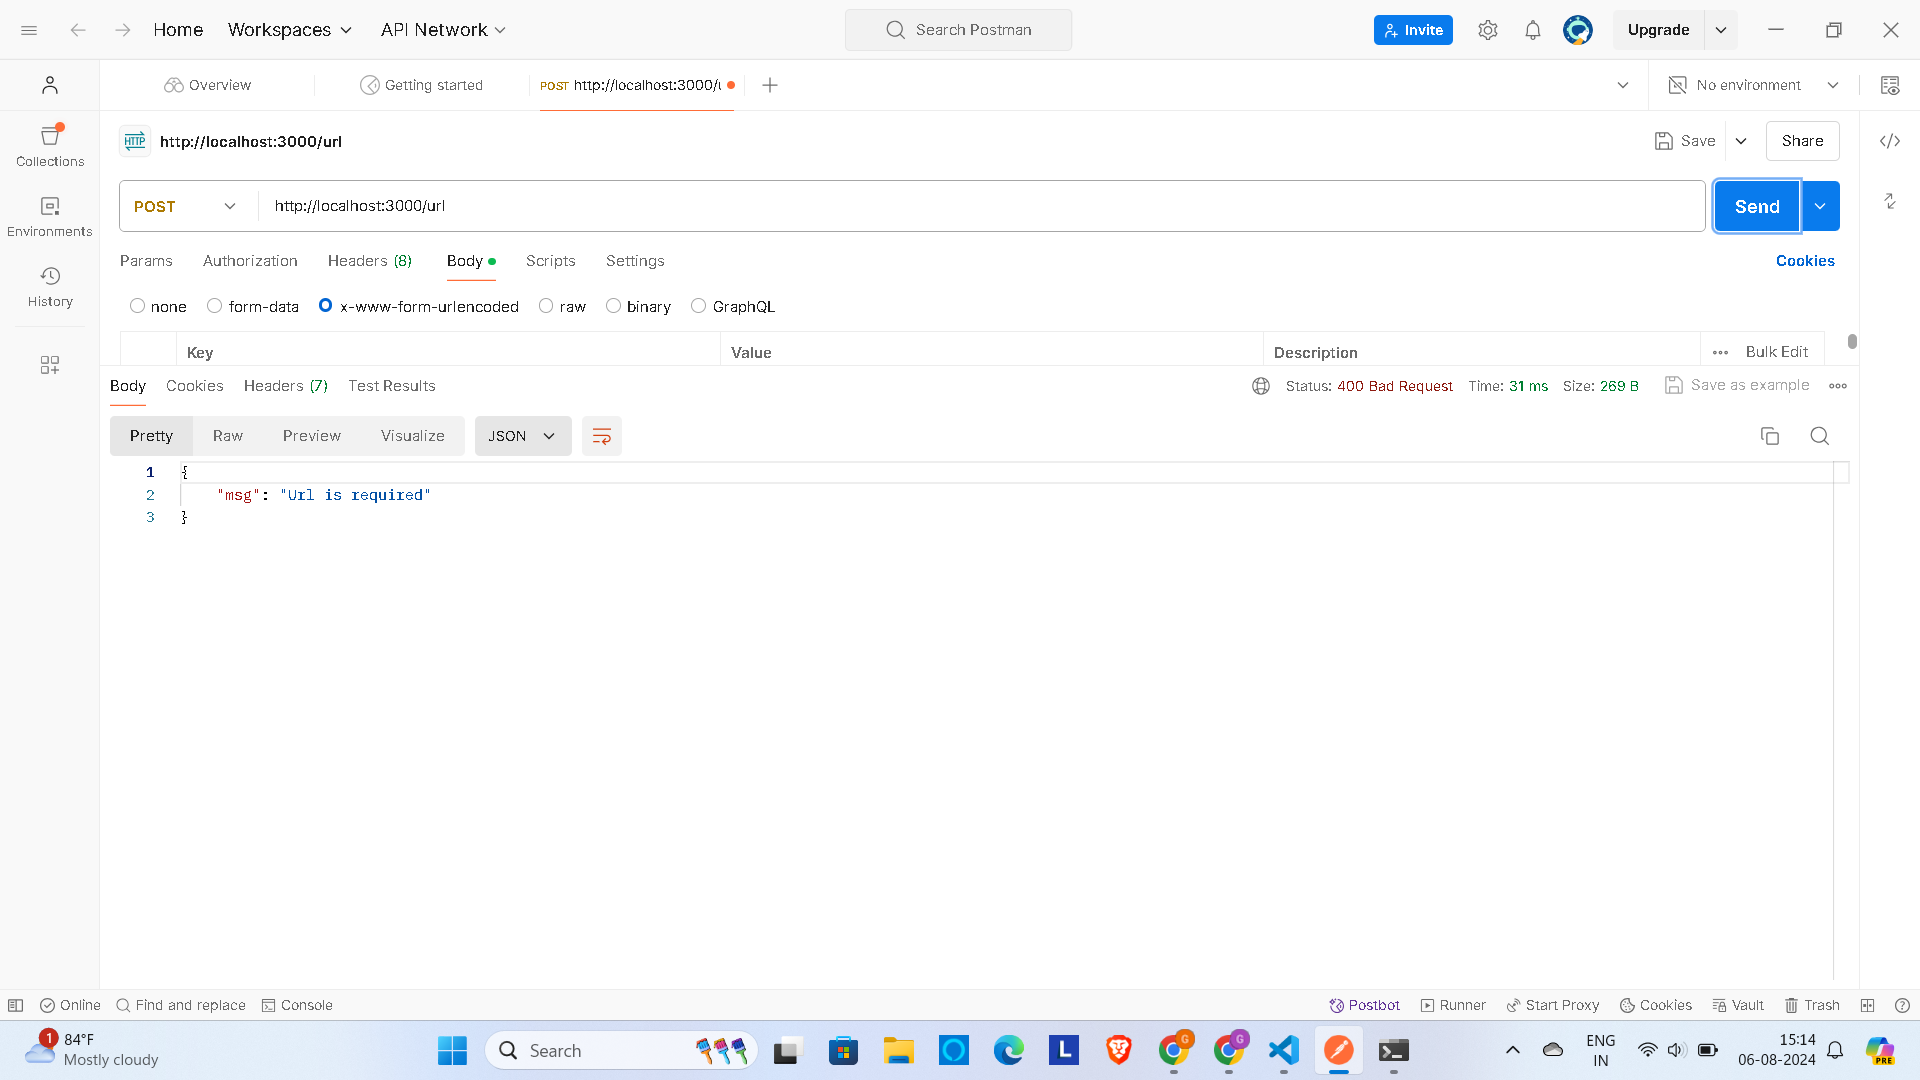 Home Workspaces API Network Search Postman Invite Upgrade
Overview Getting started POST http://localhost:3000/u No environment
HTTP http://localhost:3000/url Save Share
Collections
Environments
History
POST http://localhost:3000/url Send
Params Authorization Headers (8) Body Scripts Settings Cookies
none form-data x-www-form-urlencoded raw binary GraphQL
Key Value Description Bulk Edit
Body Cookies Headers (7) Test Results Status: 400 Bad Request Time: 31 ms Size: 269 B Save as example
Pretty Raw Preview Visualize JSON
1 {
2 "msg": "Url is required"
3 }
Online Find and replace Console Postbot Runner Start Proxy Cookies Vault Trash
1 84°F
Mostly cloudy
Search
L
G
G
PRE
ENG
IN
15:14
06-08-2024